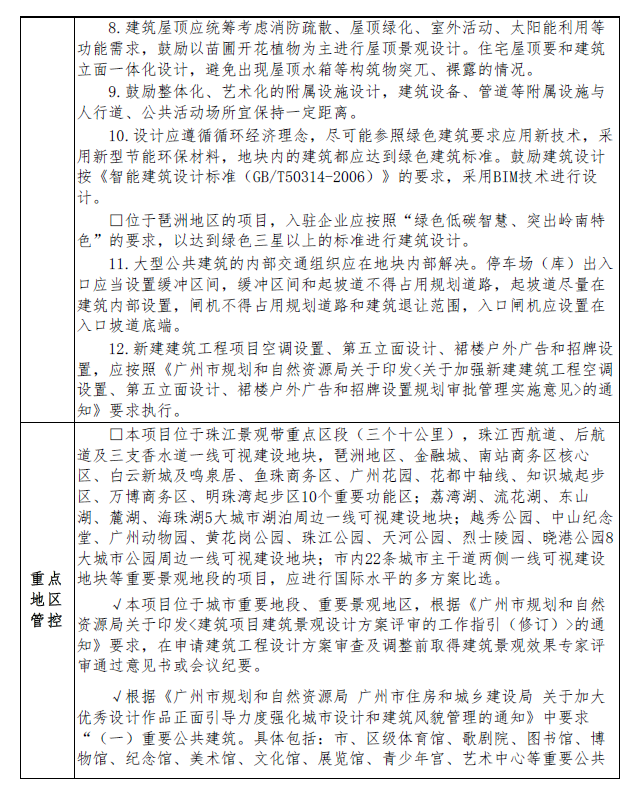 8.建筑屋顶应统筹考虑消防疏散、屋顶绿化、室外活动、太阳能利用等
功能需求，鼓励以苗圃开花植物为主进行屋顶景观设计。住宅屋顶要和建筑
立面一体化设计，避免出现屋顶水箱等构筑物突兀、裸露的情况。
9.鼓励整体化、艺术化的附属设施设计，建筑设备、管道等附属设施与
人行道、公共活动场所宜保持一定距离。
10.设计应遵循循环经济理念，尽可能参照绿色建筑要求应用新技术，采
用新型节能环保材料，地块内的建筑都应达到绿色建筑标准。鼓励建筑设计
按《智能建筑设计标准（GB/T50314-2006）》的要求，采用BIM技术进行设
计。
□位于琶洲地区的项目，入驻企业应按照“绿色低碳智慧、突出岭南特
色”的要求，以达到绿色三星以上的标准进行建筑设计。
11.大型公共建筑的内部交通组织应在地块内部解决。停车场（库）出入
口应当设置缓冲区间，缓冲区间和起坡道不得占用规划道路，起坡道尽量在
建筑内部设置，闸机不得占用规划道路和建筑退让范围，入口闸机应设置在
入口坡道底端。
12.新建建筑工程项目空调设置、第五立面设计、裙楼户外广告和招牌设
置，应按照《广州市规划和自然资源局关于印发<关于加强新建建筑工程空调
设置、第五立面设计、裙楼户外广告和招牌设置规划审批管理实施意见>的通
知》要求执行。
重点
地区
管控
□本项目位于珠江景观带重点区段（三个十公里），珠江西航道、后航
道及三支香水道一线可视建设地块，琶洲地区、金融城、南站商务区核心
区、白云新城及鸣泉居、鱼珠商务区、广州花园、花都中轴线、知识城起步
区、万博商务区、明珠湾起步区10个重要功能区；荔湾湖、流花湖、东山
湖、麓湖、海珠湖5大城市湖泊周边一线可视建设地块；越秀公园、中山纪念
堂、广州动物园、黄花岗公园、珠江公园、天河公园、烈士陵园、晓港公园8
大城市公园周边一线可视建设地块；市内22条城市主干道两侧一线可视建设
地块等重要景观地段的项目，应进行国际水平的多方案比选。
√本项目位于城市重要地段、重要景观地区，根据《广州市规划和自然
资源局关于印发<建筑项目建筑景观设计方案评审的工作指引（修订）>的通
知》要求，在申请建筑工程设计方案审查及调整前取得建筑景观效果专家评
审通过意见书或会议纪要。
√根据《广州市规划和自然资源局 广州市住房和城乡建设局 关于加大
优秀设计作品正面引导力度强化城市设计和建筑风貌管理的通知》中要求
“（一）重要公共建筑。具体包括：市、区级体育馆、歌剧院、图书馆、博
物馆、纪念馆、美术馆、文化馆、展览馆、青少年宫、艺术中心等重要公共